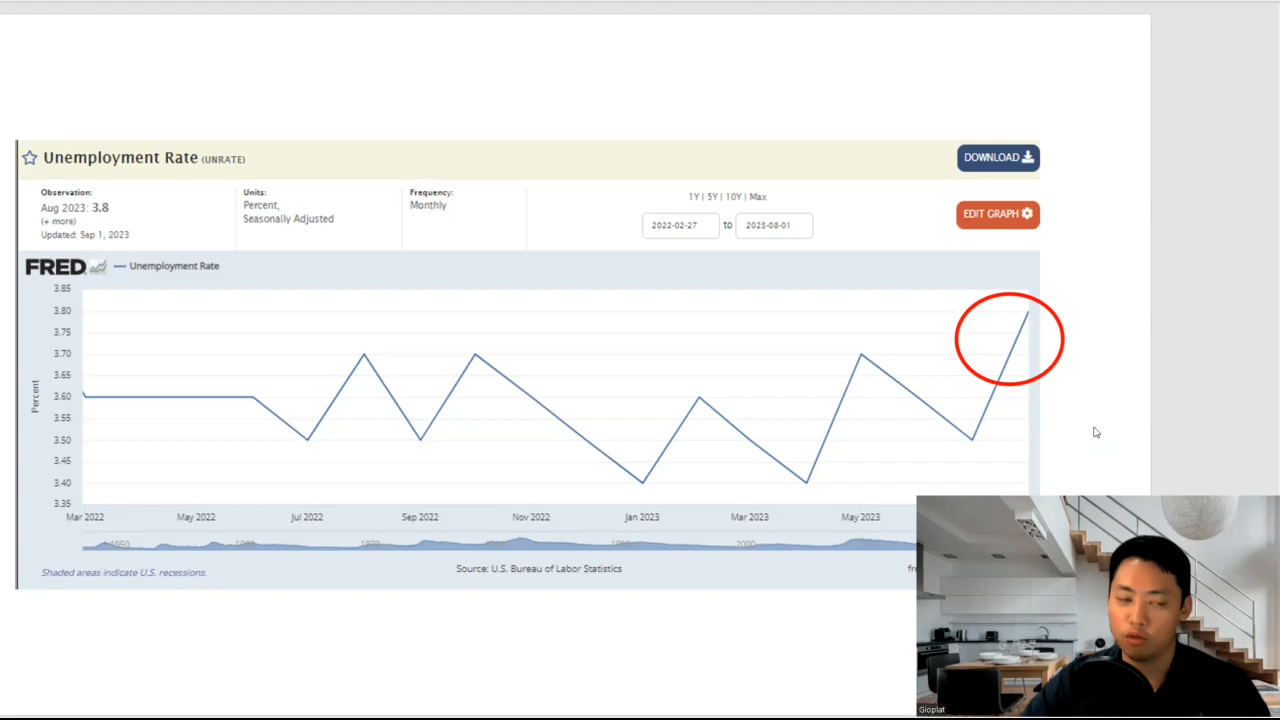 Unemployment Rate (UNRATE)
DOWNLOAD
Observation:
Aug 2023: 3.8
(+ more)
Updated: Sep 1, 2023
Units:
Percent,
Seasonally Adjusted
Frequency:
Monthly
1Y | 5Y | 10Y | Max
2022-02-27 to 2023-08-01
EDIT GRAPH
FRED
Unemployment Rate
3.85
3.80
3.75
3.70
3.65
3.60
3.55
3.50
3.45
3.40
3.35
Percent
Mar 2022 May 2022 Jul 2022 Sep 2022 Nov 2022 Jan 2023 Mar 2023 May 2023
1950 2000
Shaded areas indicate U.S. recessions.
Source: U.S. Bureau of Labor Statistics
Gioplat